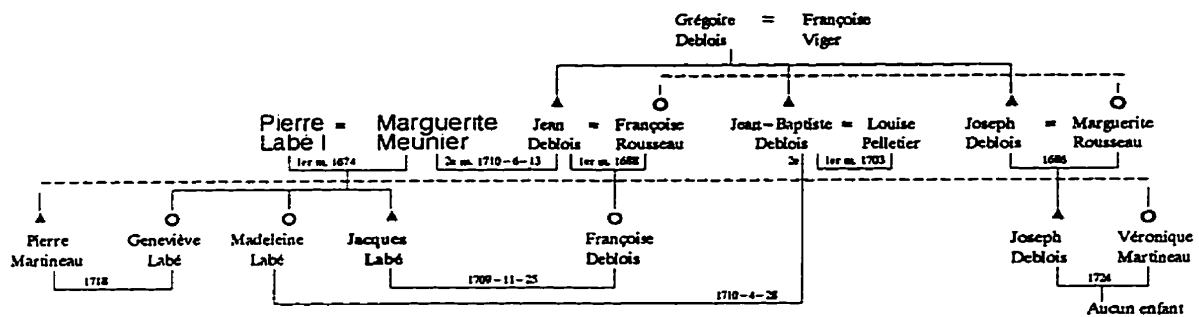 Grégoire = Françoise
Deblois Viger
Pierre = Marguerite Jean = Françoise Jean-Baptiste = Louise Joseph = Marguerite
Labé I Meunier Deblois Rousseau Deblois Pelletier Deblois Rousseau
1er m. 1674 2e m. 1710-6-13 1er m. 1688 2e 1er m. 1703 1686
Pierre Geneviève Madeleine Jacques Françoise Joseph Véronique
Martineau Labé Labé Labé Deblois Deblois Martineau
1718 1709-11-25 1710-4-28 1724
Aucun enfant